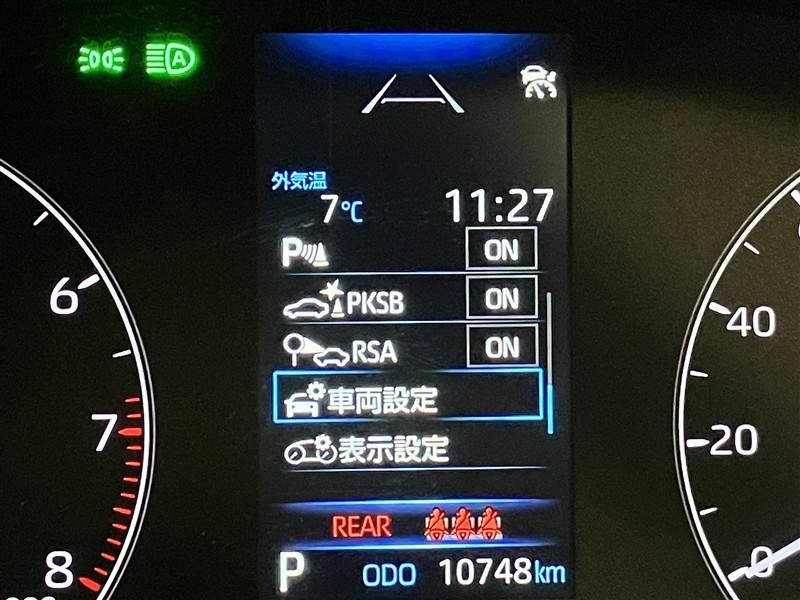 A
外気温
7℃ 11:27
P ON
PKSB ON
RSA ON
車両設定
表示設定
REAR
P ODO 10748km
6
7
8
40
20
0